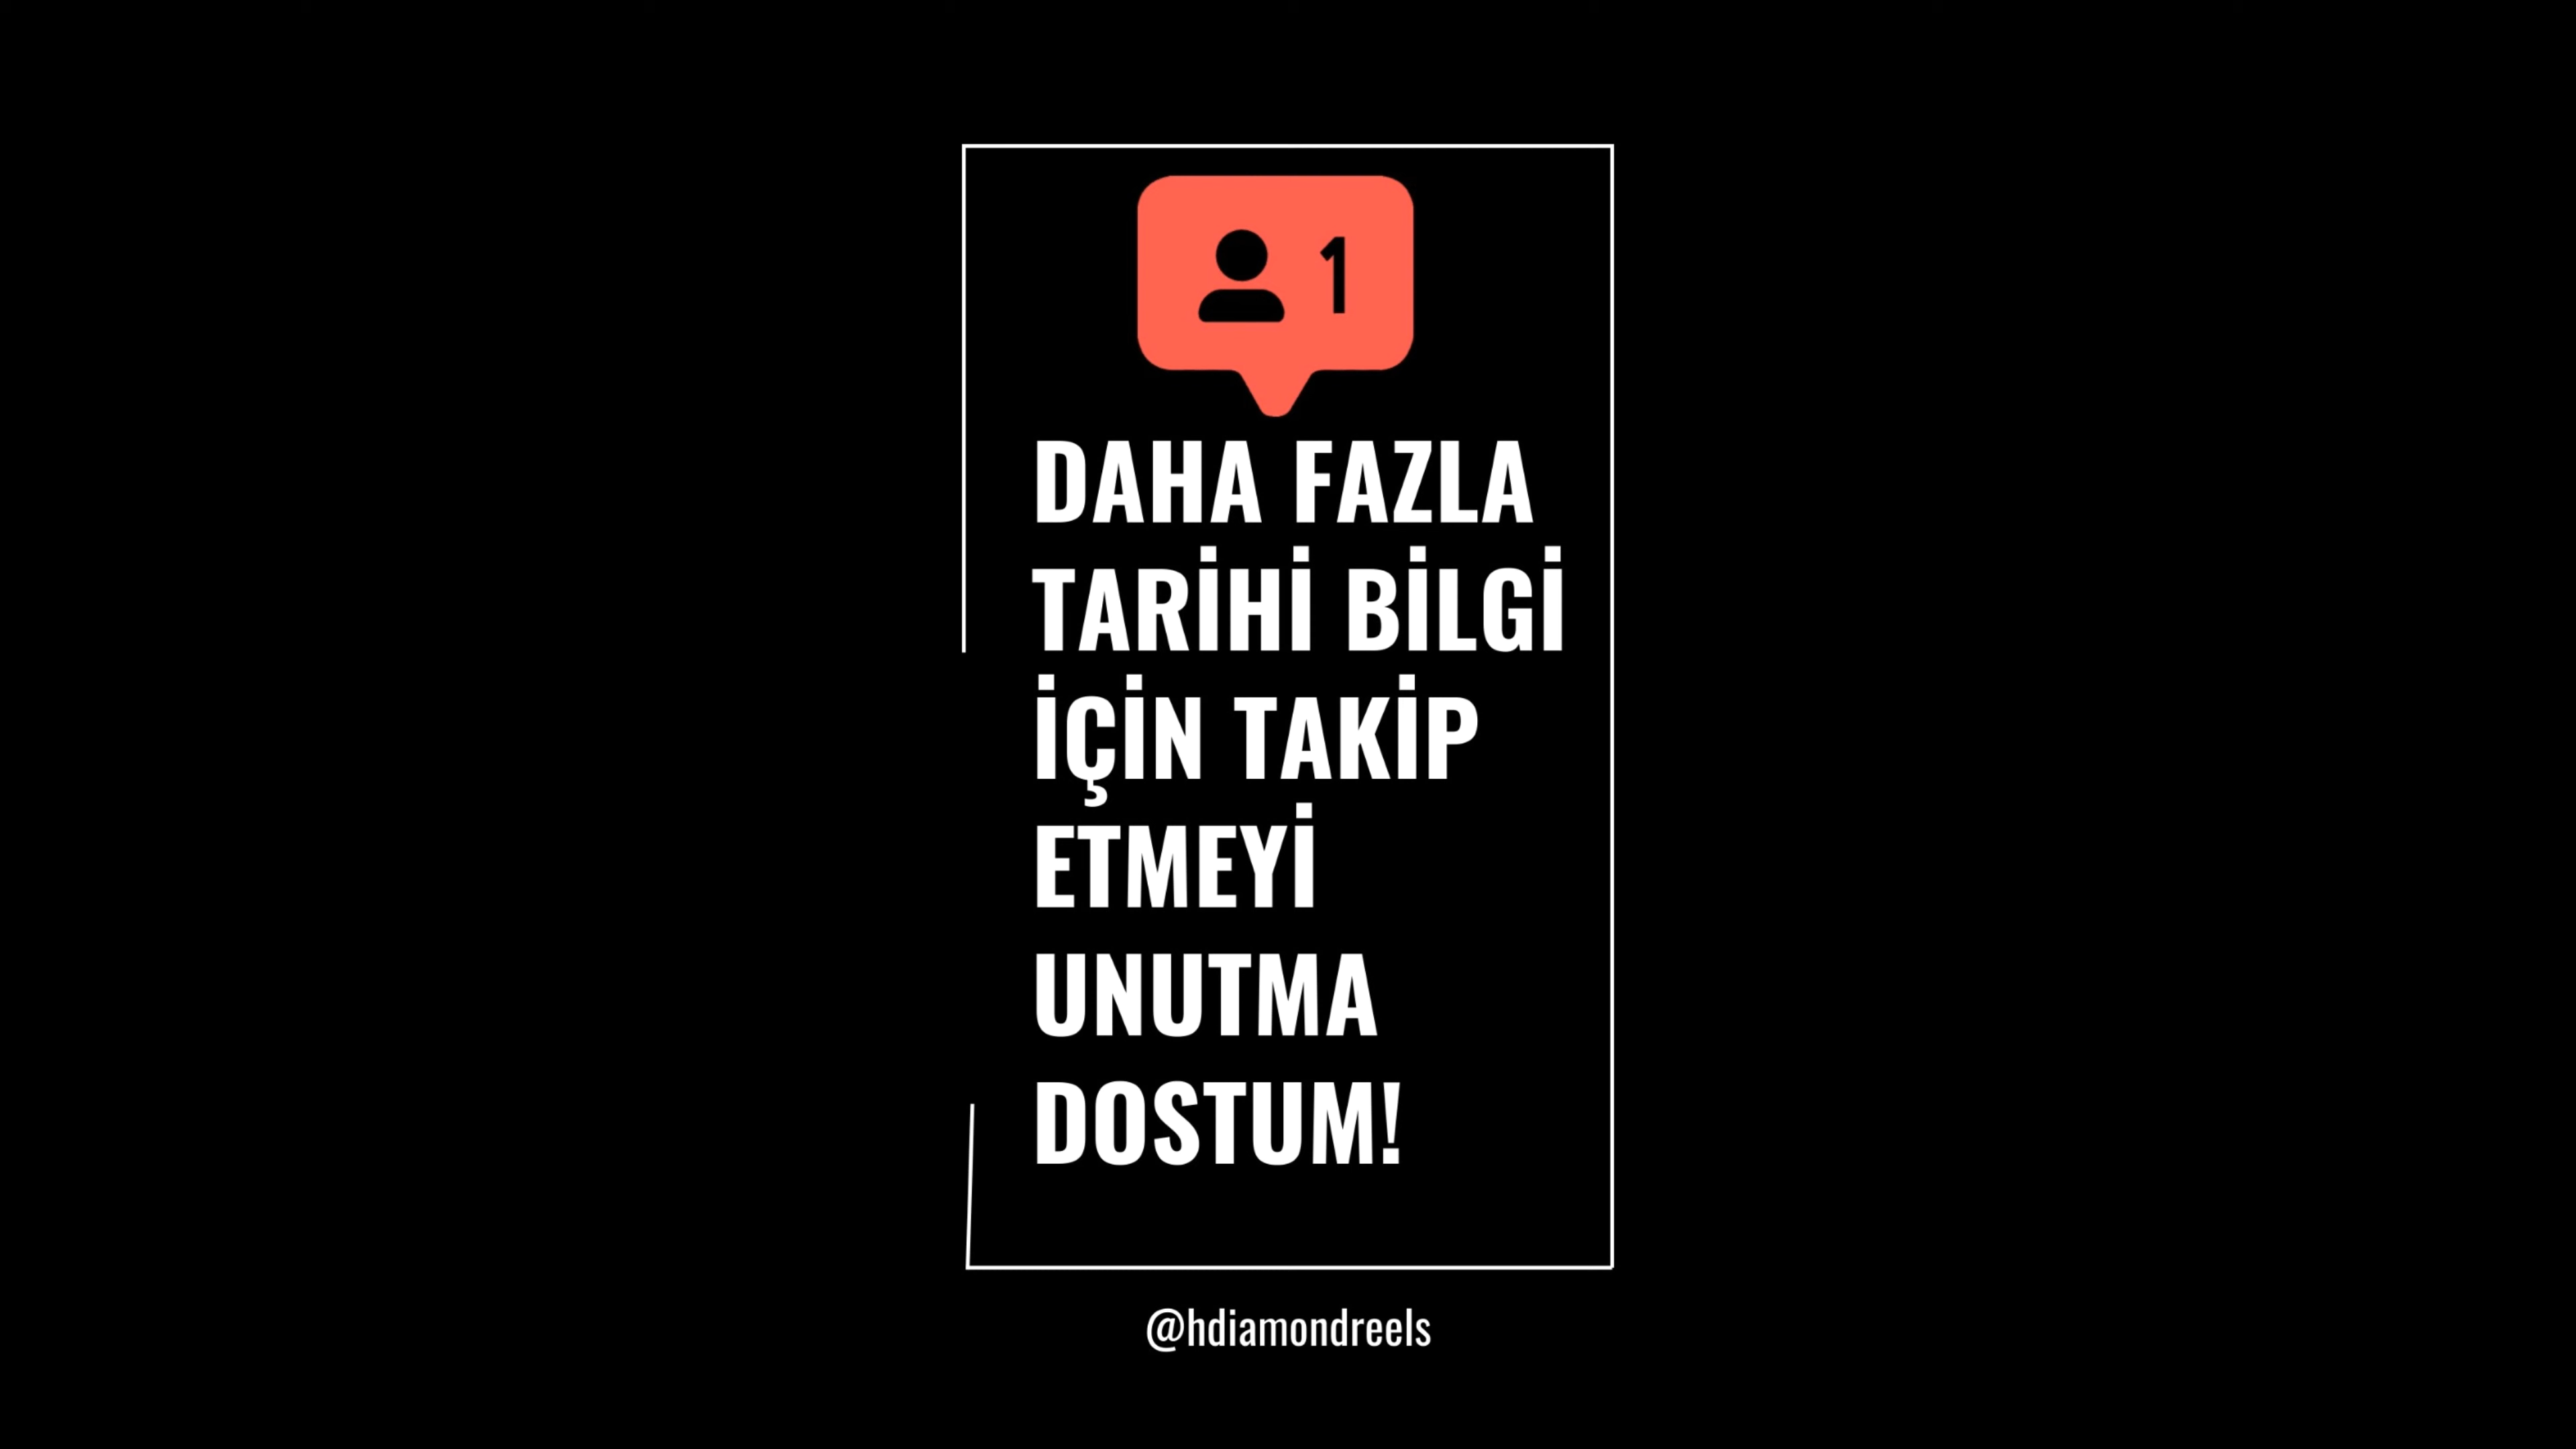 1
DAHA FAZLA
TARİHİ BİLGİ
İÇİN TAKİP
ETMEYİ
UNUTMA
DOSTUM!
@hdiamondreels